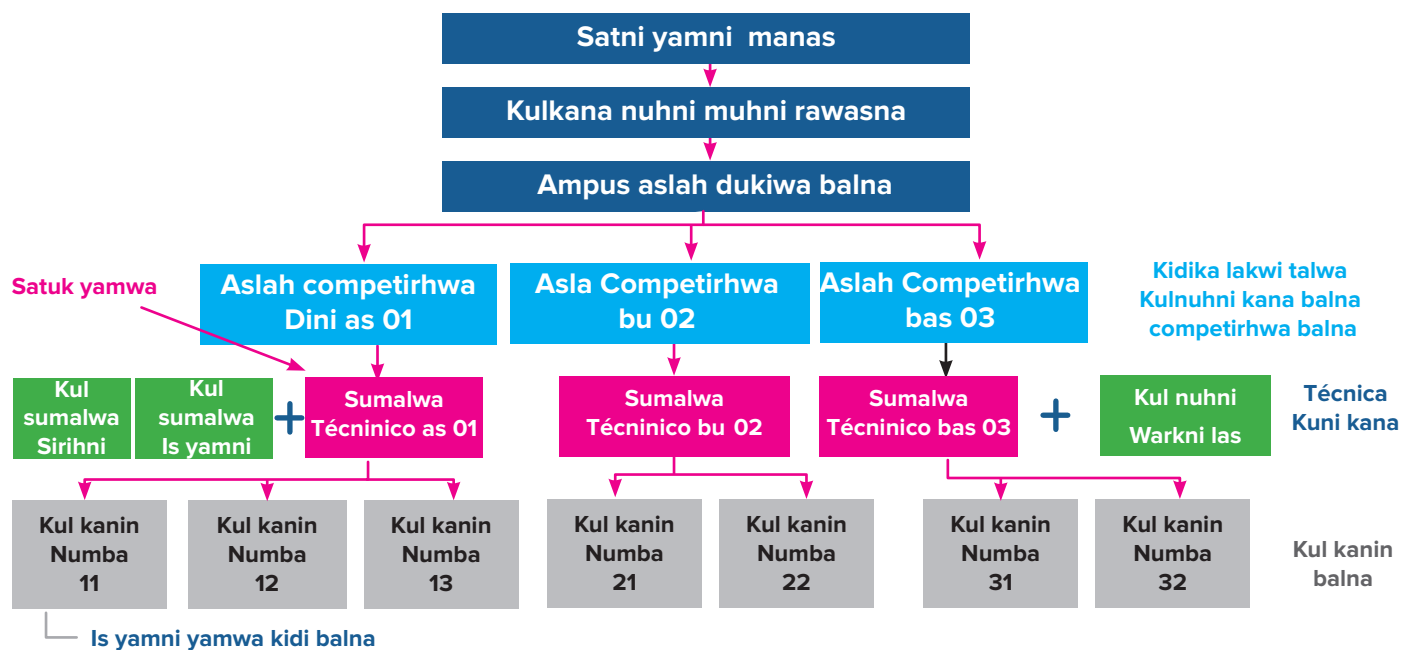 Satni yamni manas
Kulkana nuhni muhni rawasna
Ampus aslah dukiwa balna
Satuk yamwa
Aslah competirhwa
Dini as 01
Asla Competirhwa
bu 02
Aslah Competirhwa
bas 03
Kidika lakwi talwa
Kulnuhni kana balna
competirhwa balna
Kul
sumalwa
Sirihni
Kul
sumalwa
Is yamni
+
Sumalwa
Técninico as 01
Sumalwa
Técninico bu 02
Sumalwa
Técninico bas 03
+
Kul nuhni
Warkni las
Técnica
Kuni kana
Kul kanin
Numba
11
Kul kanin
Numba
12
Kul kanin
Numba
13
Kul kanin
Numba
21
Kul kanin
Numba
22
Kul kanin
Numba
31
Kul kanin
Numba
32
Kul kanin
balna
Is yamni yamwa kidi balna